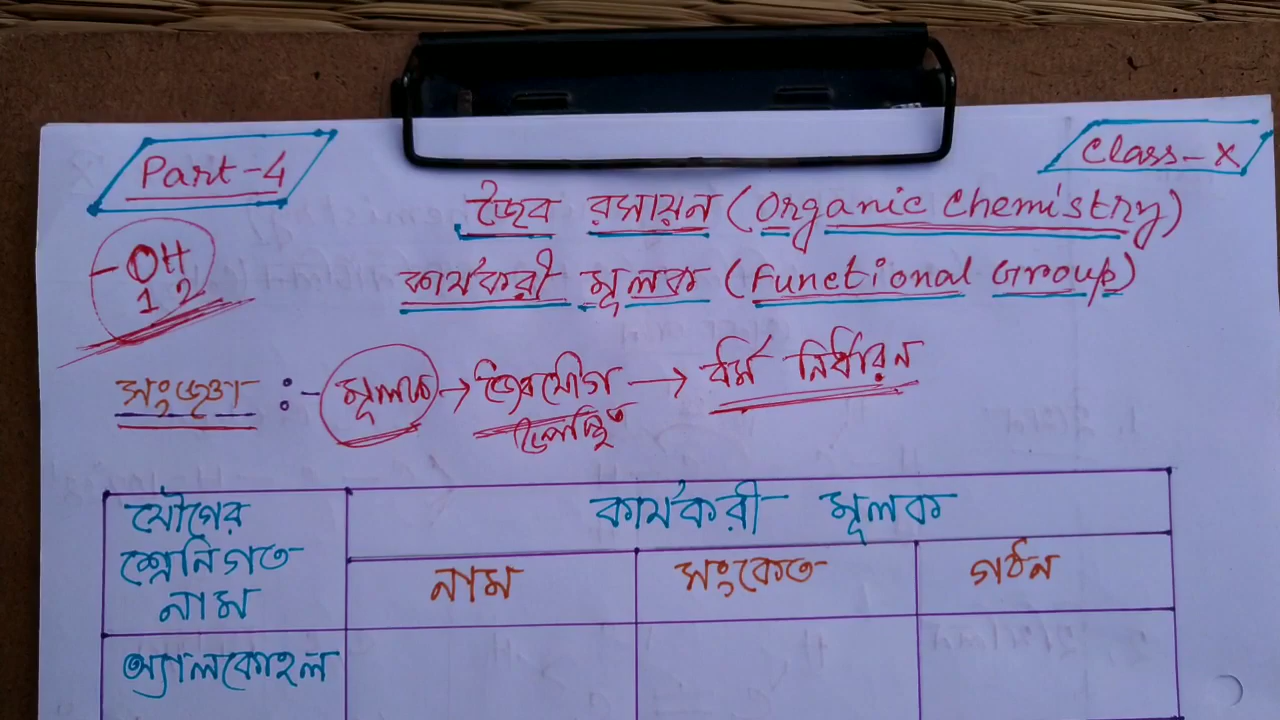 Part-4
Class-X
জৈব রসায়ন (Organic Chemistry)
-OH
1 2
কার্যকরী মূলক (Functional Group)
সংজ্ঞা :- মূলক → জৈবযৌগ → ধর্ম নির্ধারন
যৌগের
শ্রেনিগত
নাম
কার্যকরী মূলক
নাম
সংকেত
গঠন
অ্যালকোহল